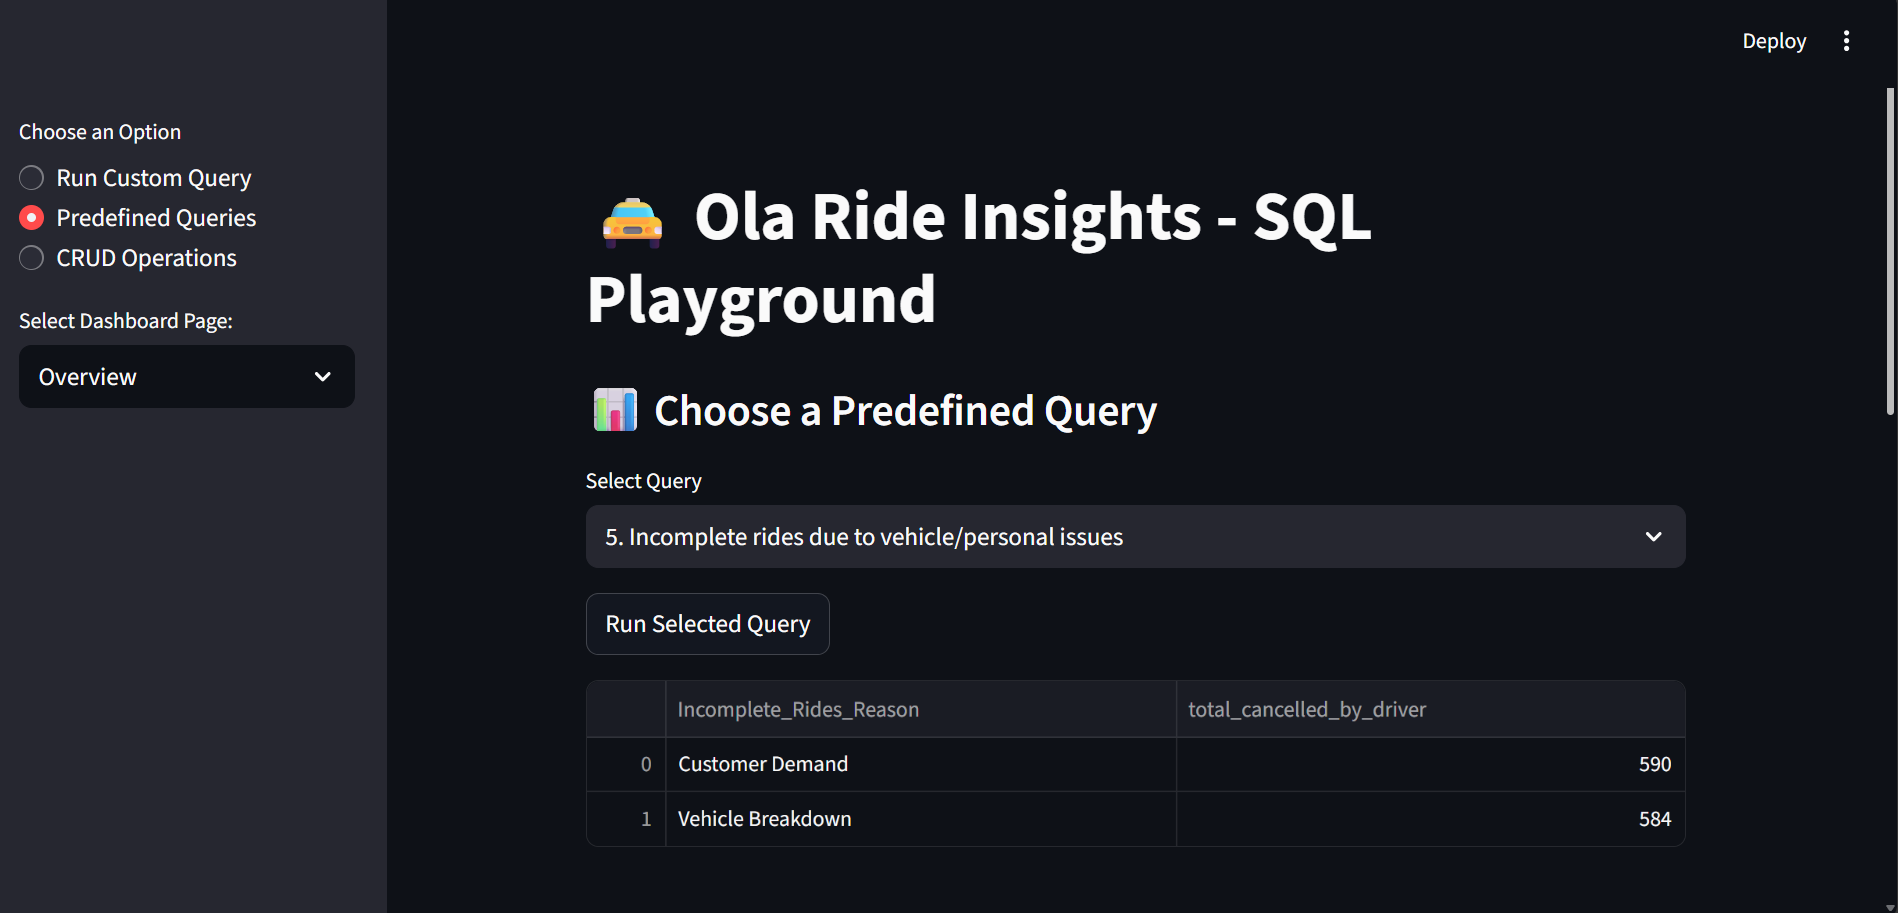 Deploy
Choose an Option
Run Custom Query
Predefined Queries
CRUD Operations
Select Dashboard Page:
Overview
Ola Ride Insights - SQL
Playground
Choose a Predefined Query
Select Query
5. Incomplete rides due to vehicle/personal issues
Run Selected Query
Incomplete_Rides_Reason total_cancelled_by_driver
0 Customer Demand 590
1 Vehicle Breakdown 584